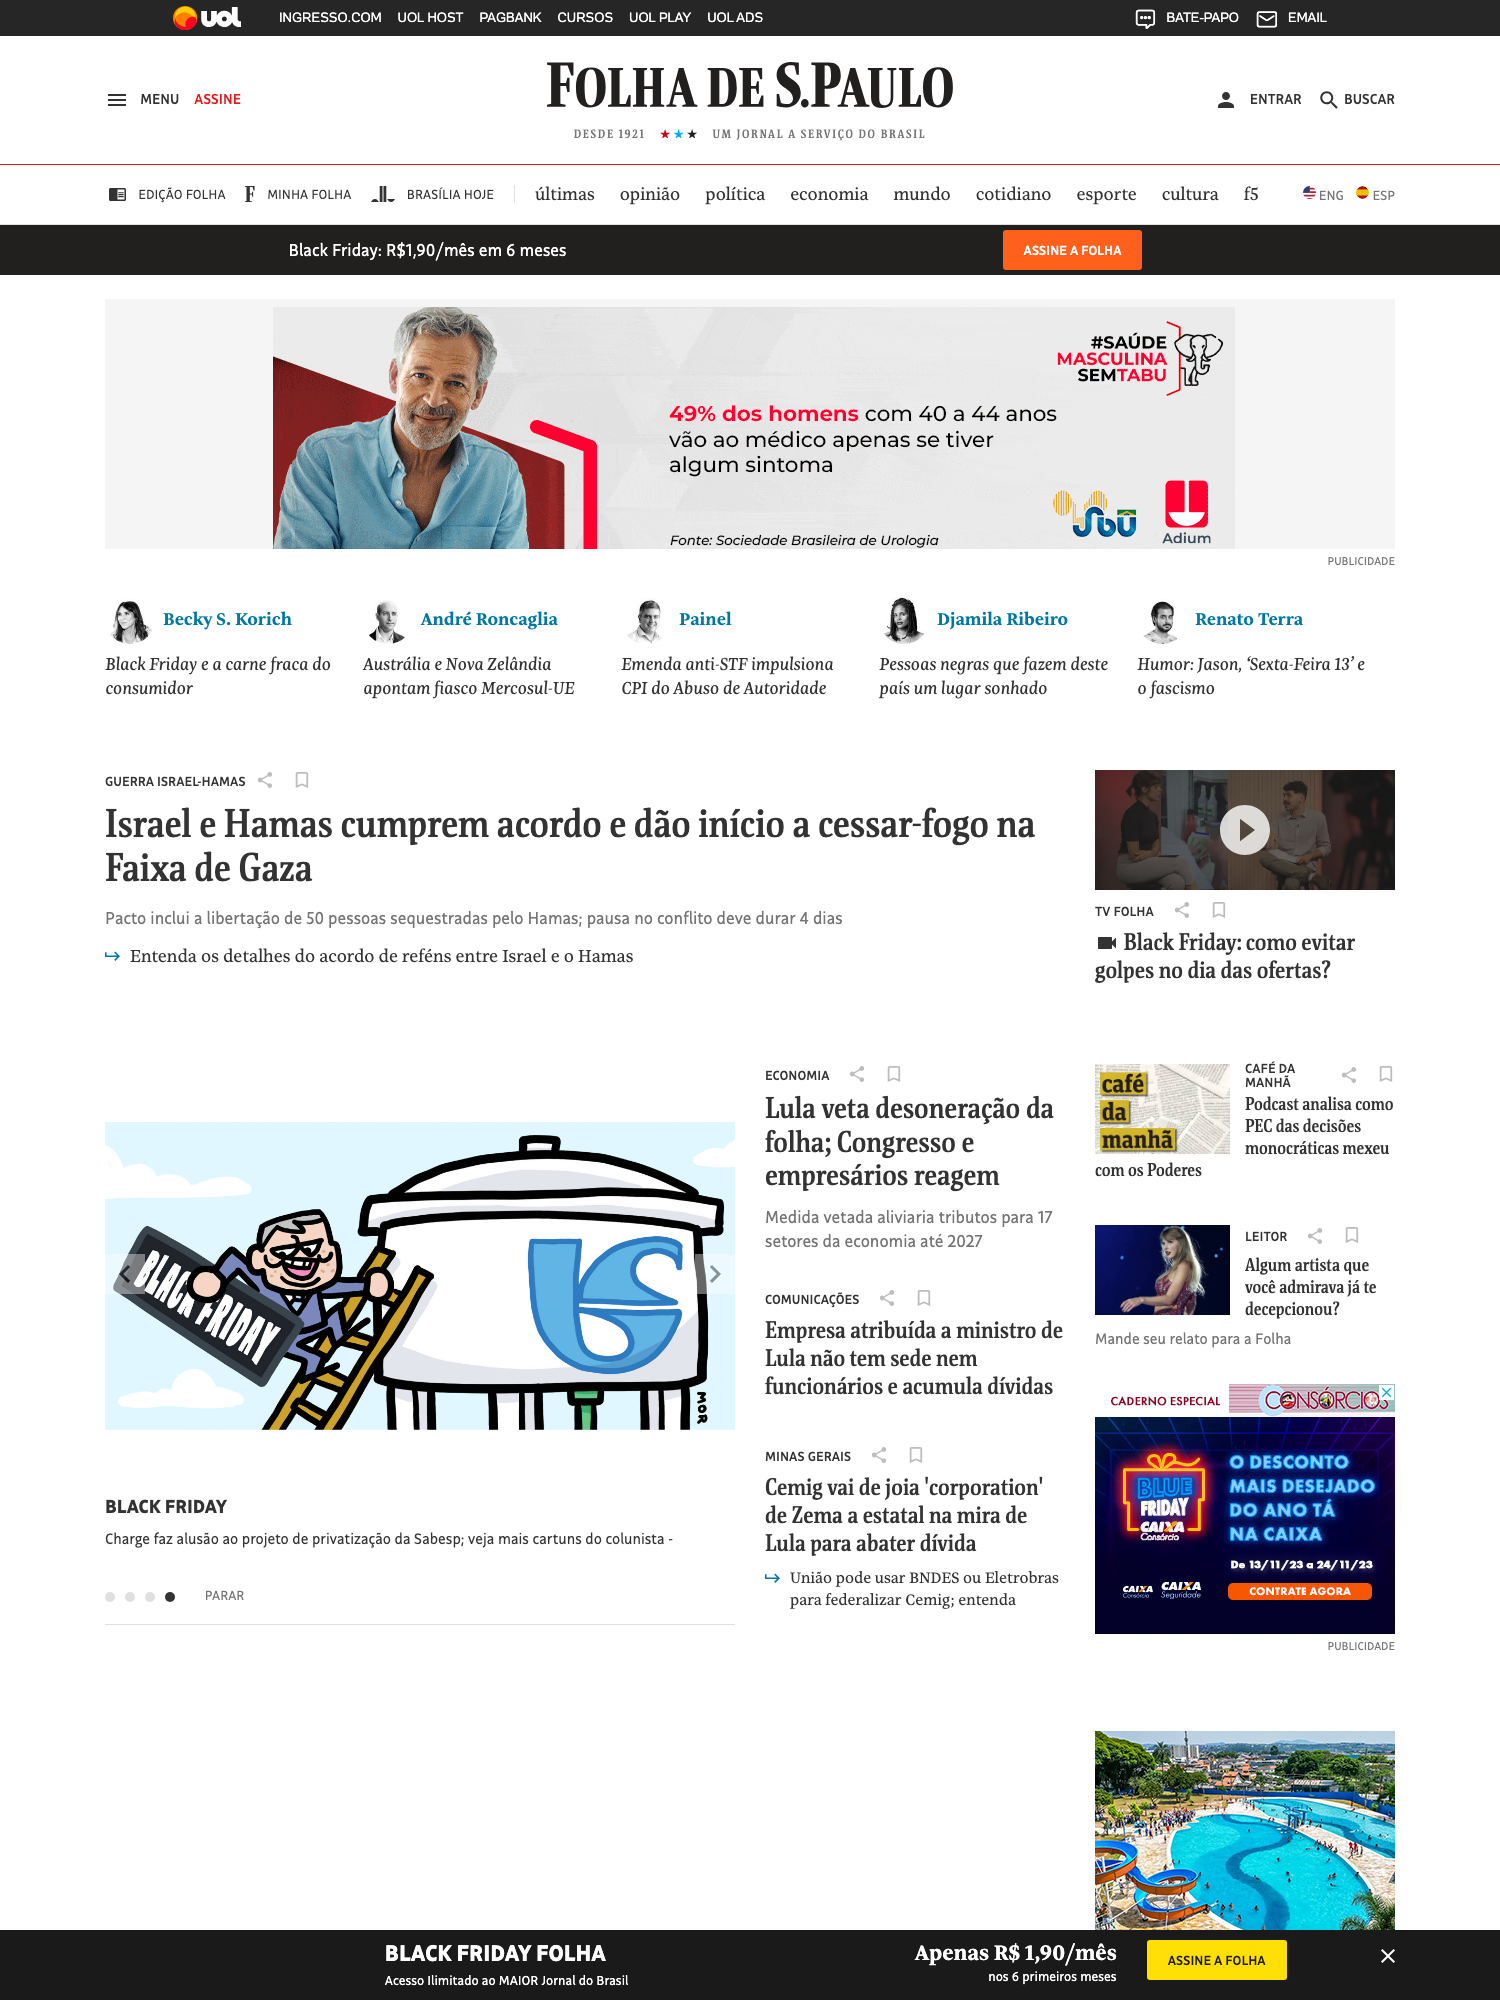 uol
INGRESSO.COM UOL HOST PAGBANK CURSOS UOL PLAY UOL ADS
BATE-PAPO EMAIL
MENU ASSINE
FOLHA DE S.PAULO
DESDE 1921 ★★★ UM JORNAL A SERVIÇO DO BRASIL
ENTRAR BUSCAR
EDIÇÃO FOLHA MINHA FOLHA BRASÍLIA HOJE
últimas opinião política economia mundo cotidiano esporte cultura f5
ENG ESP
Black Friday: R$1,90/mês em 6 meses
ASSINE A FOLHA
#SAÚDE
MASCULINA
SEMTABU
49% dos homens com 40 a 44 anos
vão ao médico apenas se tiver
algum sintoma
Fonte: Sociedade Brasileira de Urologia
SbU
Adium
PUBLICIDADE
Becky S. Korich
Black Friday e a carne fraca do
consumidor
André Roncaglia
Austrália e Nova Zelândia
apontam fiasco Mercosul-UE
Painel
Emenda anti-STF impulsiona
CPI do Abuso de Autoridade
Djamila Ribeiro
Pessoas negras que fazem deste
país um lugar sonhado
Renato Terra
Humor: Jason, ‘Sexta-Feira 13’ e
o fascismo
GUERRA ISRAEL-HAMAS
Israel e Hamas cumprem acordo e dão início a cessar-fogo na
Faixa de Gaza
Pacto inclui a libertação de 50 pessoas sequestradas pelo Hamas; pausa no conflito deve durar 4 dias
Entenda os detalhes do acordo de reféns entre Israel e o Hamas
TV FOLHA
Black Friday: como evitar
golpes no dia das ofertas?
BLACK FRIDAY
MOR
BLACK FRIDAY
Charge faz alusão ao projeto de privatização da Sabesp; veja mais cartuns do colunista -
PARAR
ECONOMIA
Lula veta desoneração da
folha; Congresso e
empresários reagem
Medida vetada aliviaria tributos para 17
setores da economia até 2027
COMUNICAÇÕES
Empresa atribuída a ministro de
Lula não tem sede nem
funcionários e acumula dívidas
MINAS GERAIS
Cemig vai de joia 'corporation'
de Zema a estatal na mira de
Lula para abater dívida
União pode usar BNDES ou Eletrobras
para federalizar Cemig; entenda
café
da
manhã
CAFÉ DA
MANHÃ
Podcast analisa como
PEC das decisões
monocráticas mexeu
com os Poderes
LEITOR
Algum artista que
você admirava já te
decepcionou?
Mande seu relato para a Folha
CADERNO ESPECIAL CONSÓRCIOS
BLUE
FRIDAY
CAIXA
Consórcio
O DESCONTO
MAIS DESEJADO
DO ANO TÁ
NA CAIXA
De 13/11/23 a 24/11/23
CAIXA
Consórcio
CAIXA
Seguridade
CONTRATE AGORA
PUBLICIDADE
BLACK FRIDAY FOLHA
Acesso Ilimitado ao MAIOR Jornal do Brasil
Apenas R$ 1,90/mês
nos 6 primeiros meses
ASSINE A FOLHA